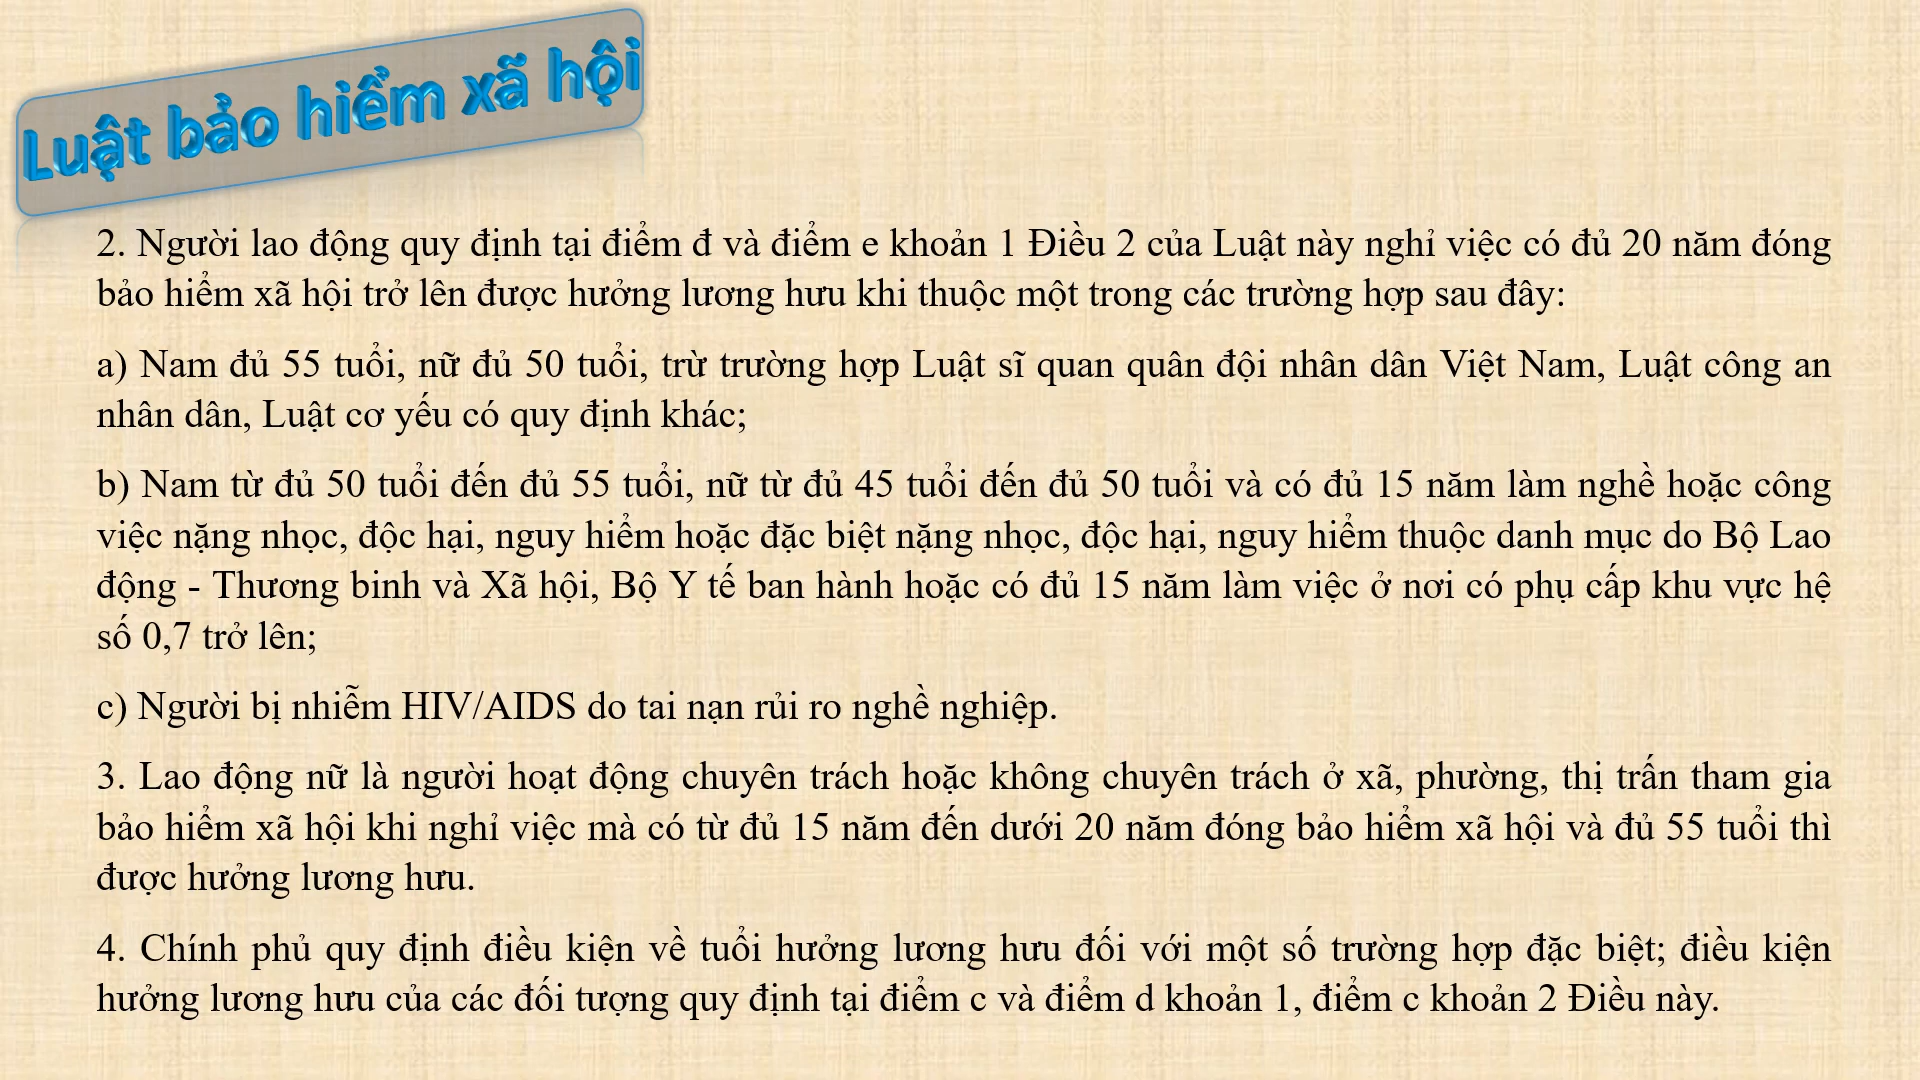 Luật bảo hiểm xã hội
2. Người lao động quy định tại điểm đ và điểm e khoản 1 Điều 2 của Luật này nghỉ việc có đủ 20 năm đóng
bảo hiểm xã hội trở lên được hưởng lương hưu khi thuộc một trong các trường hợp sau đây:
a) Nam đủ 55 tuổi, nữ đủ 50 tuổi, trừ trường hợp Luật sĩ quan quân đội nhân dân Việt Nam, Luật công an
nhân dân, Luật cơ yếu có quy định khác;
b) Nam từ đủ 50 tuổi đến đủ 55 tuổi, nữ từ đủ 45 tuổi đến đủ 50 tuổi và có đủ 15 năm làm nghề hoặc công
việc nặng nhọc, độc hại, nguy hiểm hoặc đặc biệt nặng nhọc, độc hại, nguy hiểm thuộc danh mục do Bộ Lao
động - Thương binh và Xã hội, Bộ Y tế ban hành hoặc có đủ 15 năm làm việc ở nơi có phụ cấp khu vực hệ
số 0,7 trở lên;
c) Người bị nhiễm HIV/AIDS do tai nạn rủi ro nghề nghiệp.
3. Lao động nữ là người hoạt động chuyên trách hoặc không chuyên trách ở xã, phường, thị trấn tham gia
bảo hiểm xã hội khi nghỉ việc mà có từ đủ 15 năm đến dưới 20 năm đóng bảo hiểm xã hội và đủ 55 tuổi thì
được hưởng lương hưu.
4. Chính phủ quy định điều kiện về tuổi hưởng lương hưu đối với một số trường hợp đặc biệt; điều kiện
hưởng lương hưu của các đối tượng quy định tại điểm c và điểm d khoản 1, điểm c khoản 2 Điều này.